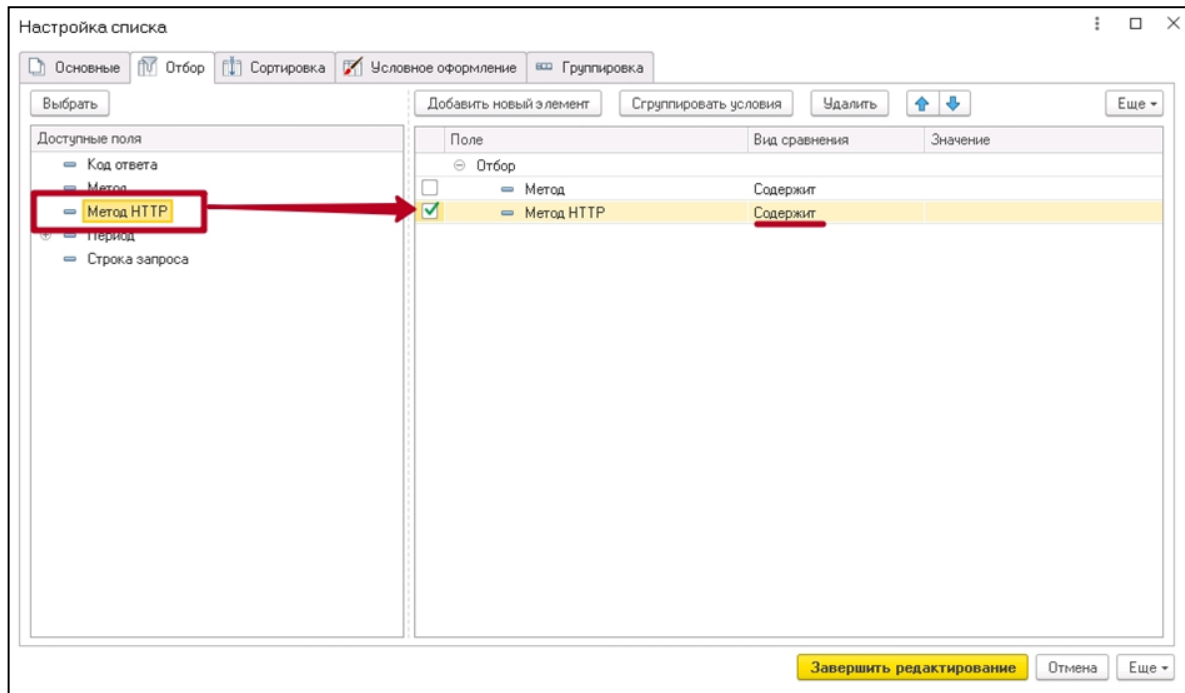 Настройка списка
Основные Отбор Сортировка Условное оформление Группировка
Выбрать Добавить новый элемент Сгруппировать условия Удалить Еще
Доступные поля Поле Вид сравнения Значение
Код ответа Отбор
Метод Метод Содержит
Метод HTTP Метод HTTP Содержит
Период
Строка запроса
Завершить редактирование Отмена Еще